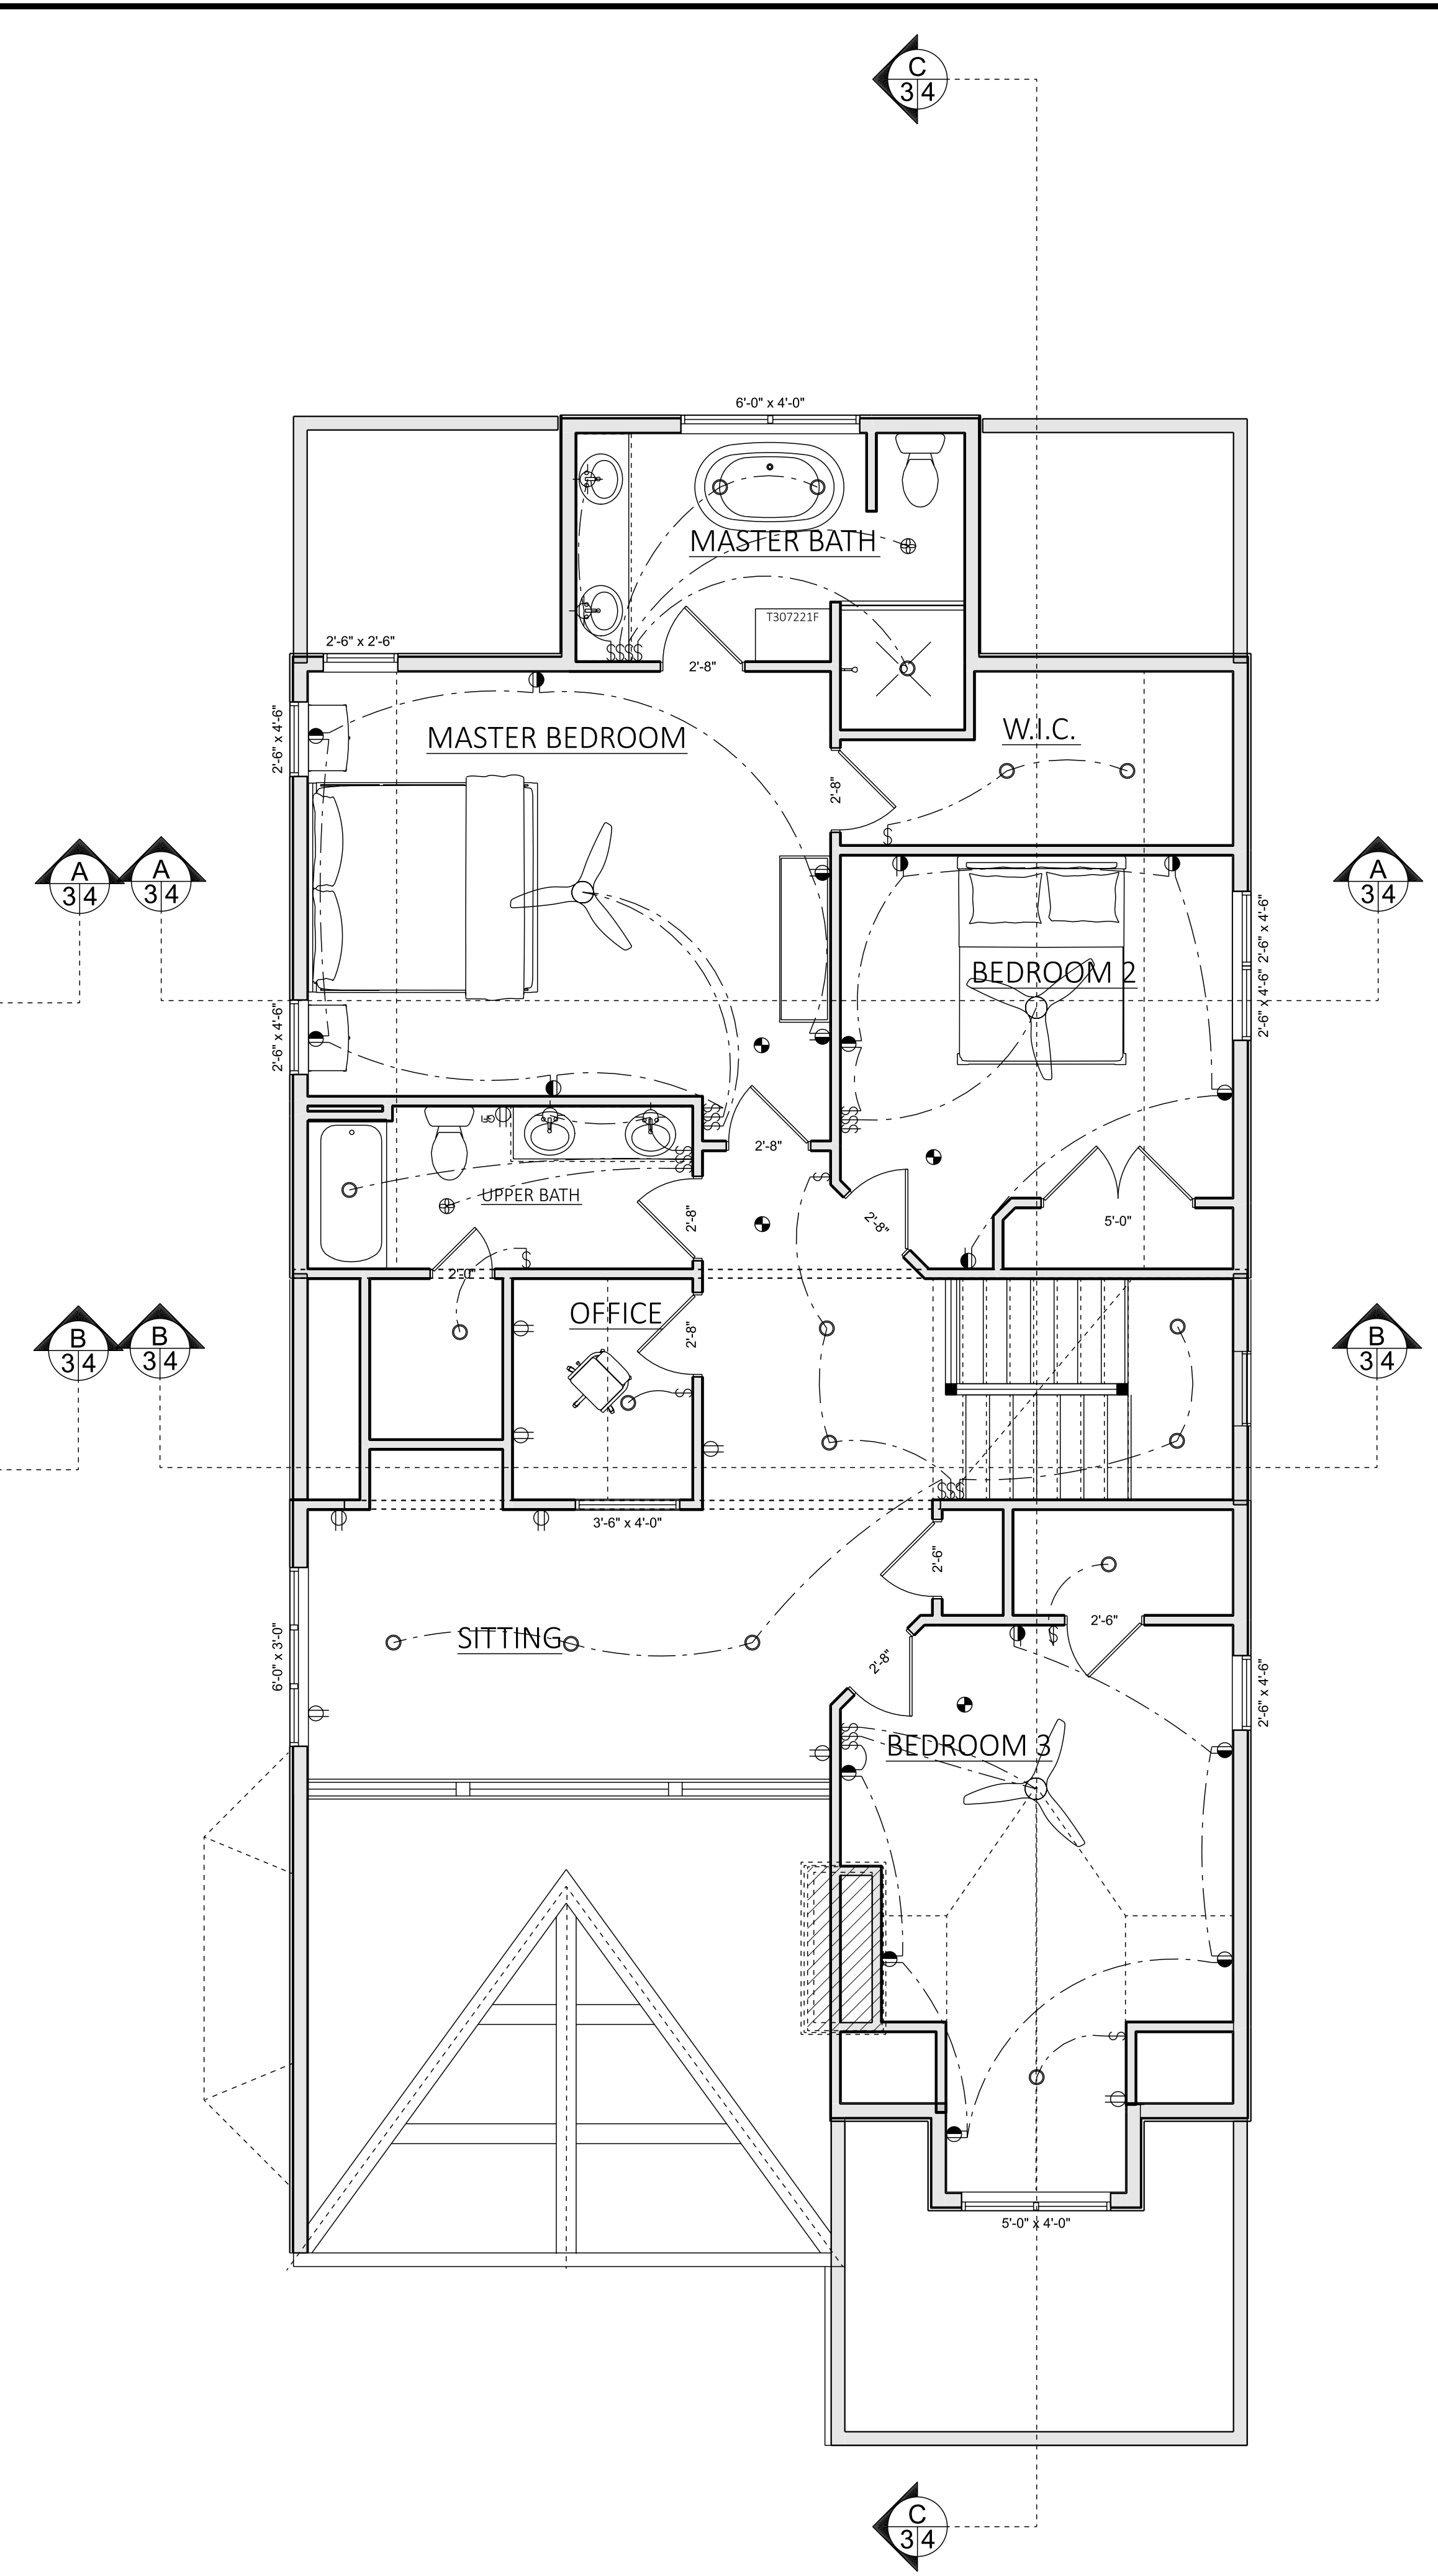 C
3 4
6'-0" x 4'-0"
MASTER BATH
T307221F
2'-6" x 2'-6"
2'-8"
2'-6" x 4'-6"
MASTER BEDROOM
W.I.C.
2'-8"
$
$
$
$
$
A
3 4
A
3 4
A
3 4
2'-6" x 4'-6"
2'-6" x 4'-6"
BEDROOM 2
2'-6" x 4'-6"
$
$
$
$
$
$
GFI
2'-8"
$
$
$
$
UPPER BATH
2'-8"
2'-8"
5'-0"
$
2'-0"
OFFICE
2'-8"
$
B
3 4
B
3 4
B
3 4
$
$
$
3'-6" x 4'-0"
2'-6"
2'-6"
SITTING
6'-0" x 3'-0"
2'-8"
$
2'-6" x 4'-6"
$
$
$
BEDROOM 3
$
5'-0" x 4'-0"
C
3 4